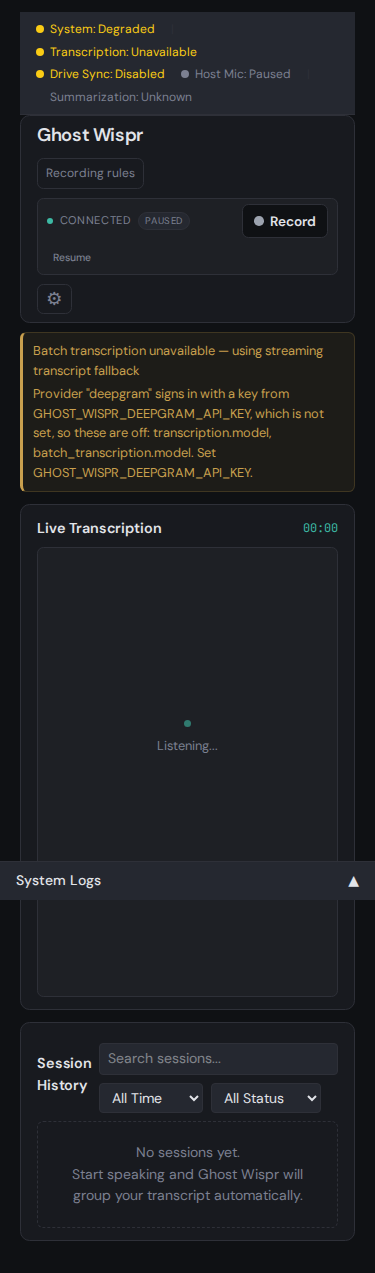 System: Degraded
Transcription: Unavailable
Drive Sync: Disabled Host Mic: Paused
Summarization: Unknown
Ghost Wispr
Recording rules
CONNECTED PAUSED Record
Resume
Batch transcription unavailable — using streaming
transcript fallback
Provider "deepgram" signs in with a key from
GHOST_WISPR_DEEPGRAM_API_KEY, which is not
set, so these are off: transcription.model,
batch_transcription.model. Set
GHOST_WISPR_DEEPGRAM_API_KEY.
Live Transcription 00:00
Listening...
System Logs
Session History
Search sessions...
All Time All Status
No sessions yet.
Start speaking and Ghost Wispr will
group your transcript automatically.